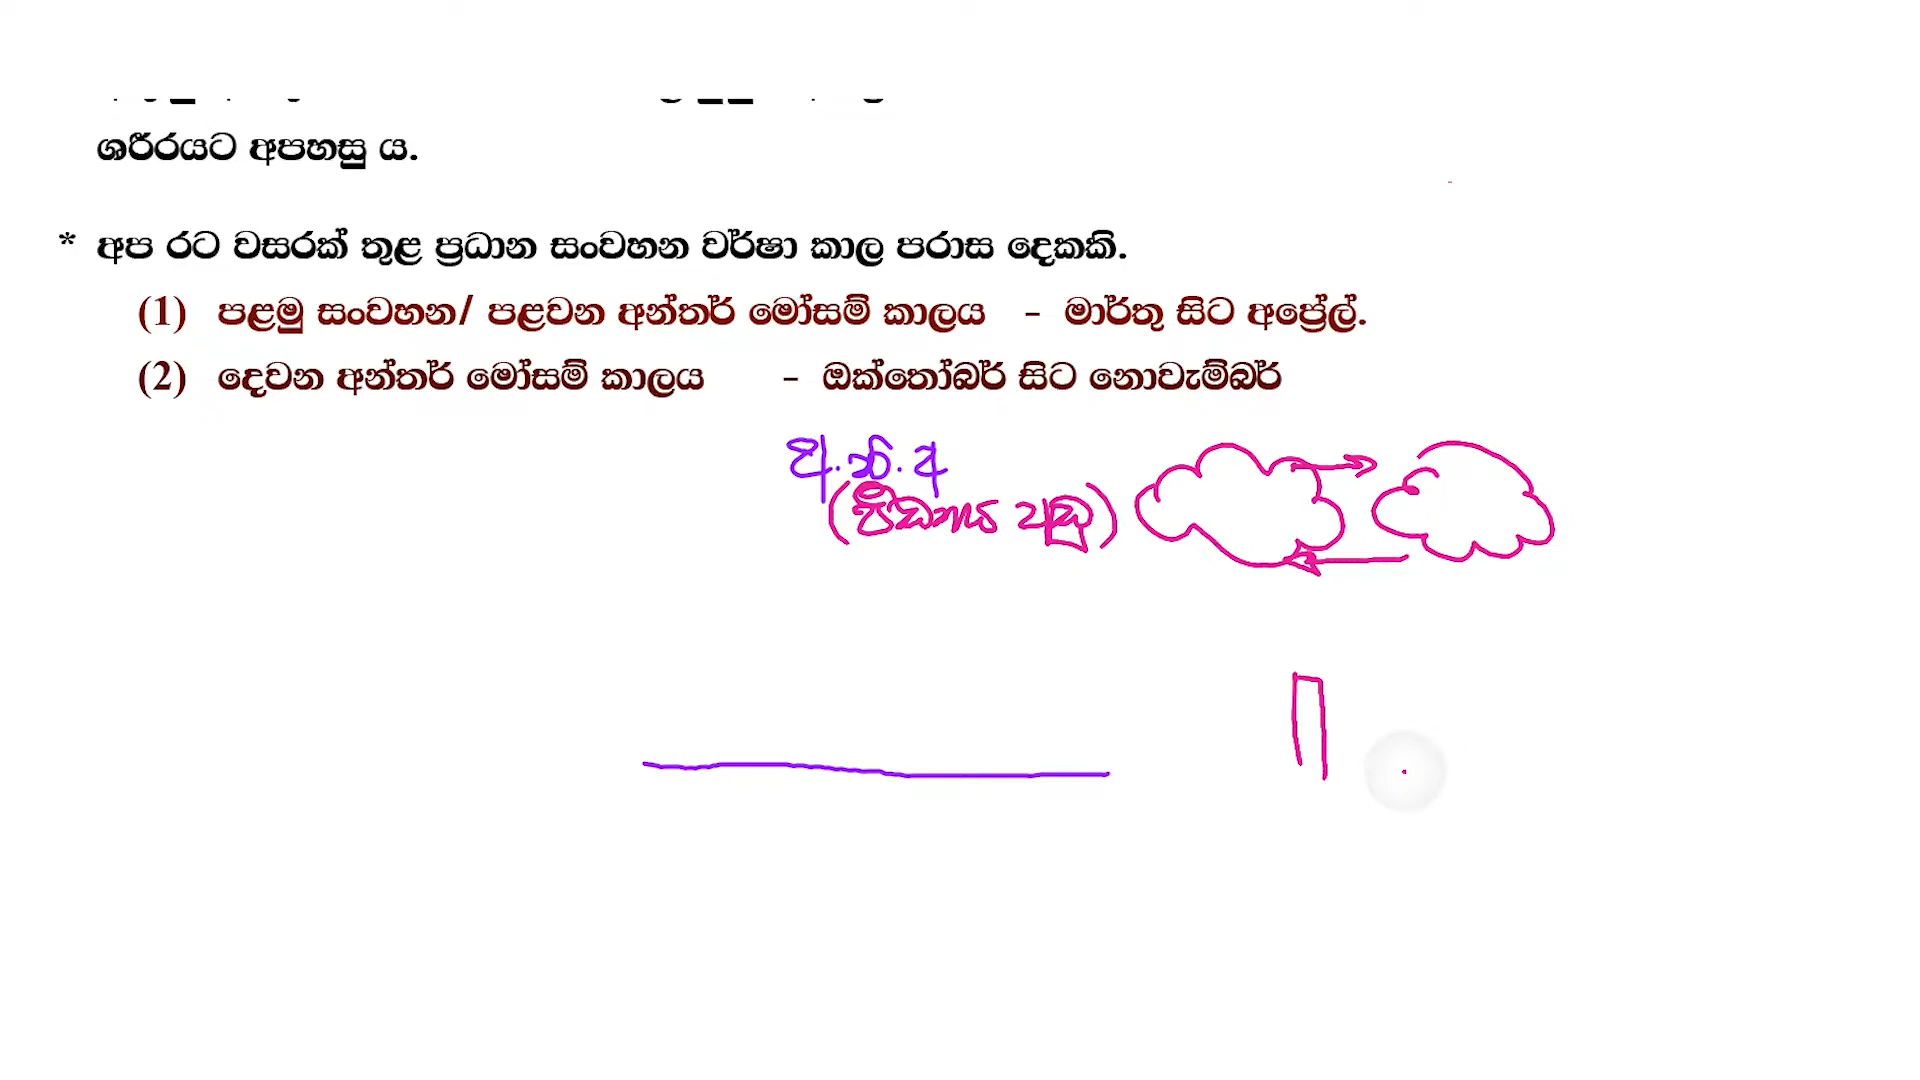 ශරීරයට අපහසු ය.
* අප රට වසරක් තුළ ප්‍රධාන සංවහන වර්ෂා කාල පරාස දෙකකි.
(1) පළමු සංවහන/ පළවන අන්තර් මෝසම් කාලය - මාර්තු සිට අප්‍රේල්.
(2) දෙවන අන්තර් මෝසම් කාලය - ඔක්තෝබර් සිට නොවැම්බර්
(පීඩනය අඩු)